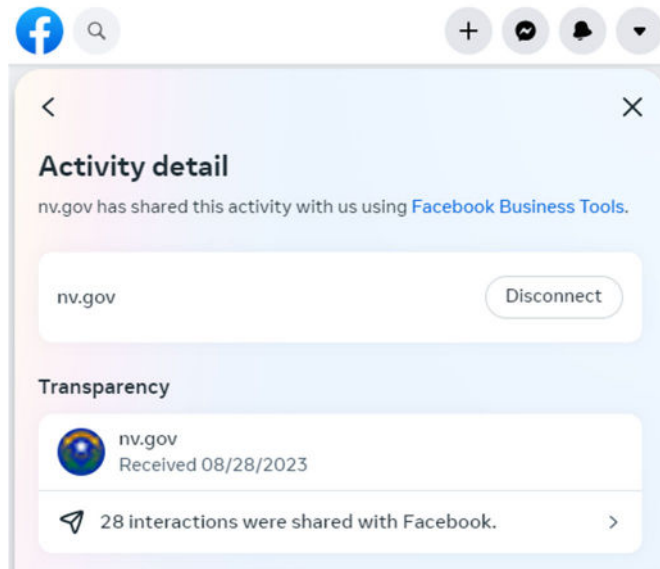 Activity detail
nv.gov has shared this activity with us using Facebook Business Tools.
nv.gov
Disconnect
Transparency
nv.gov
Received 08/28/2023
28 interactions were shared with Facebook.